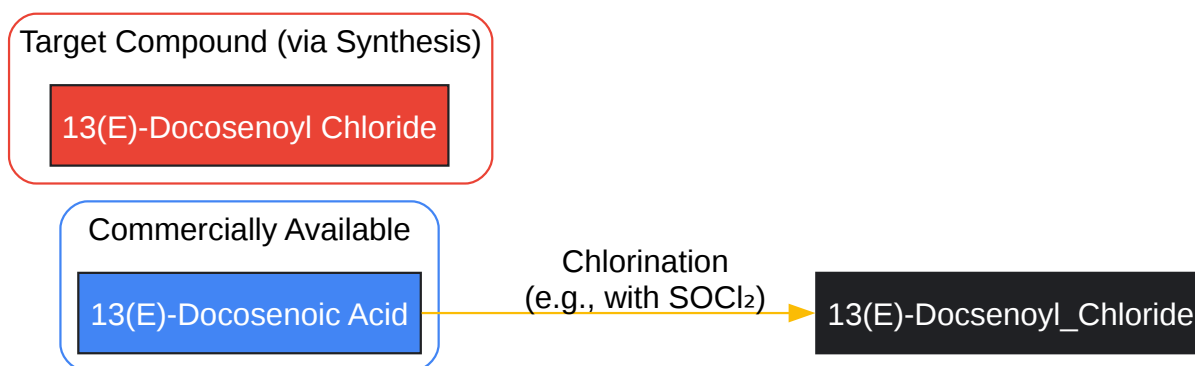 Target Compound (via Synthesis)
13(E)-Docosenoyl Chloride
Commercially Available
13(E)-Docosenoic Acid
Chlorination
(e.g., with SOCl₂)
13(E)-Docsenoyl_Chloride